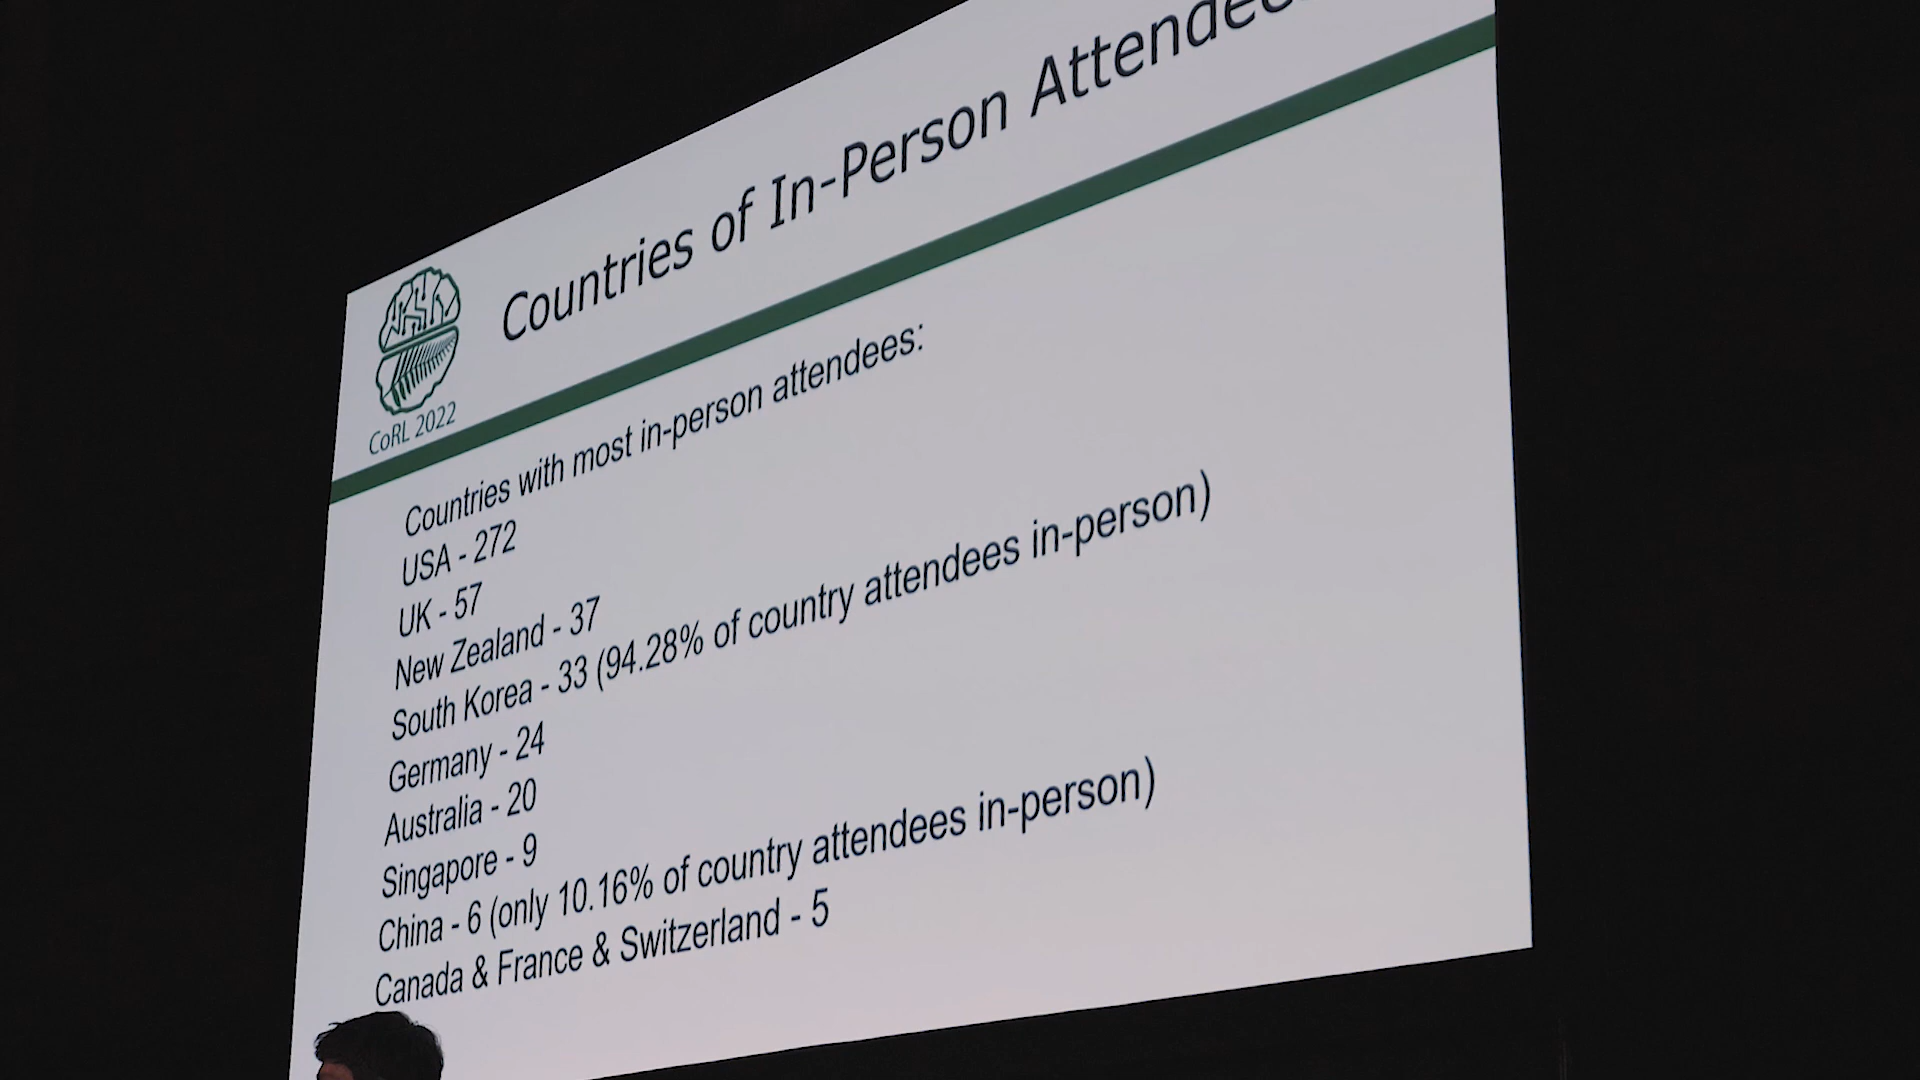 Countries of In-Person Attendee
CoRL 2022
Countries with most in-person attendees:
USA - 272
UK - 57
New Zealand - 37
South Korea - 33 (94.28% of country attendees in-person)
Germany - 24
Australia - 20
Singapore - 9
China - 6 (only 10.16% of country attendees in-person)
Canada & France & Switzerland - 5